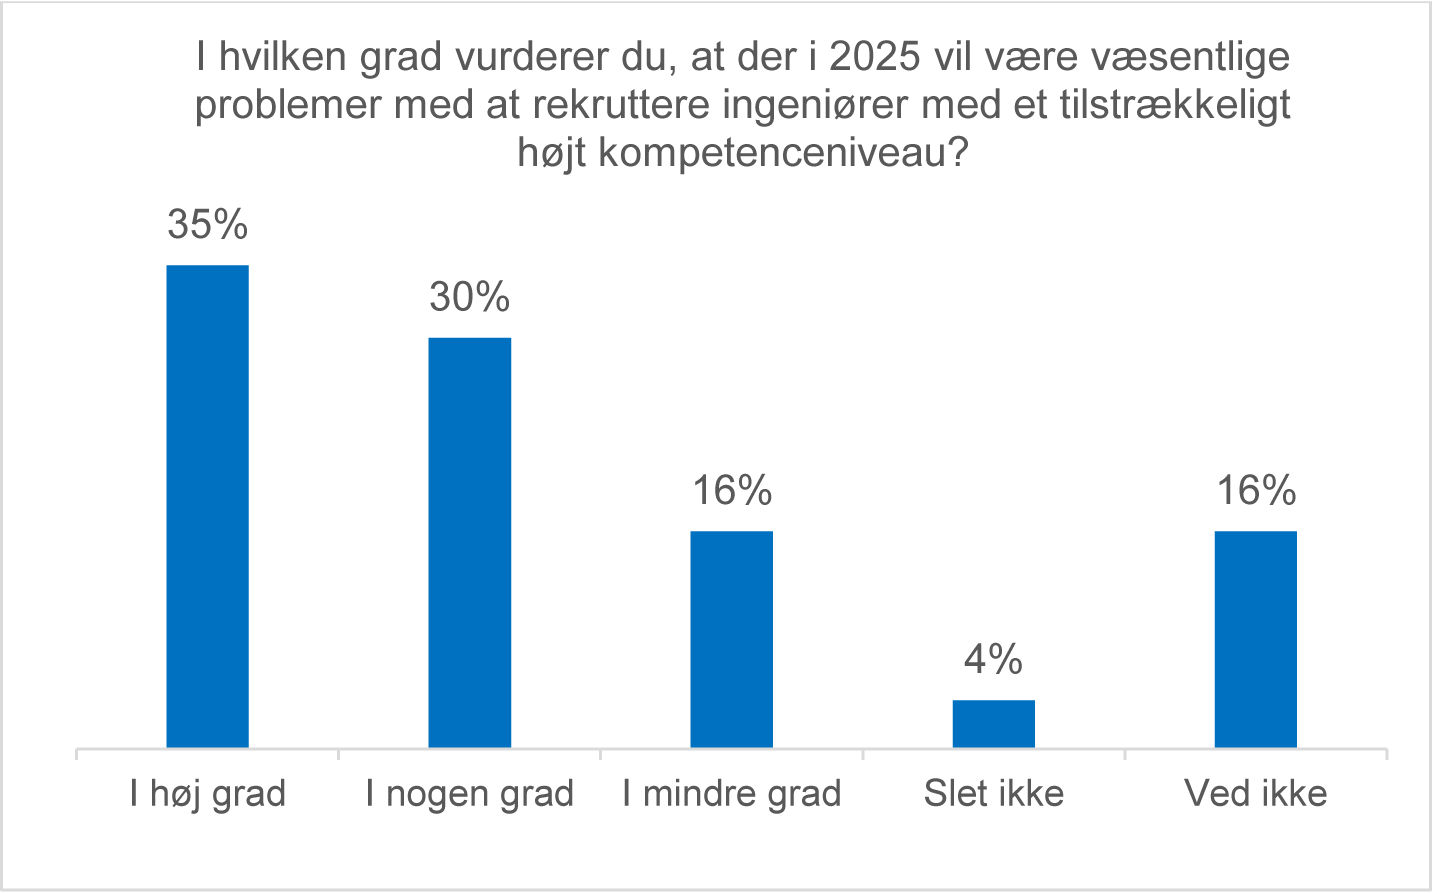 I hvilken grad vurderer du, at der i 2025 vil være væsentlige
problemer med at rekruttere ingeniører med et tilstrækkeligt
højt kompetenceniveau?
35%
30%
16%
4%
16%
I høj grad
I nogen grad
I mindre grad
Slet ikke
Ved ikke